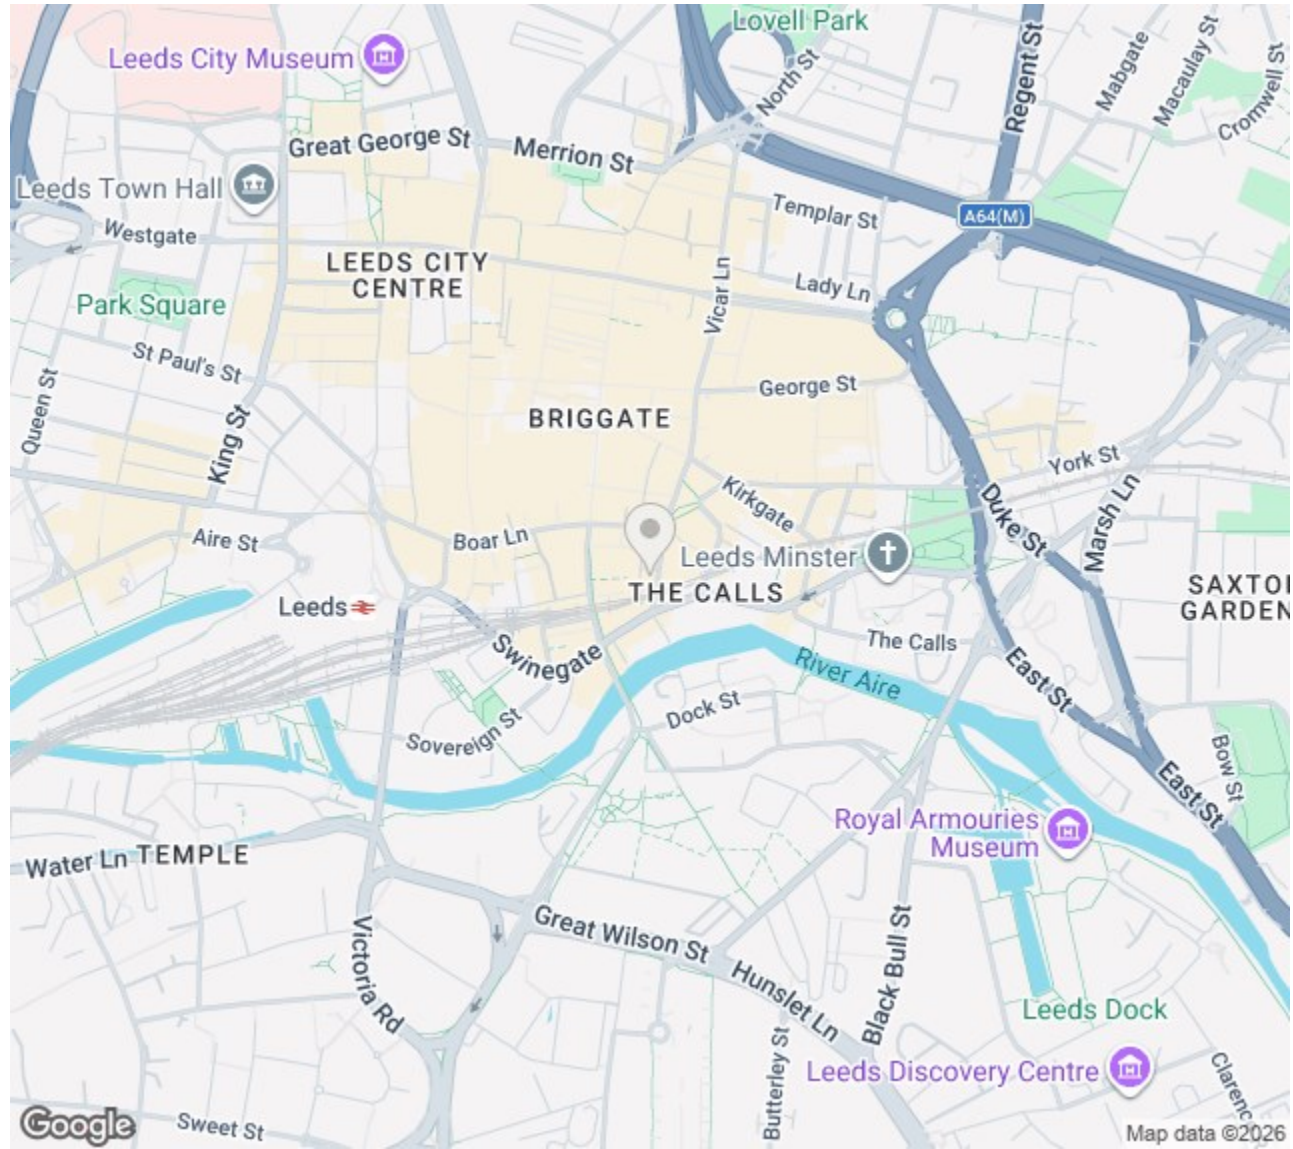 Lovell Park
Leeds City Museum
North St
Regent St
Mabgate
Macaulay St
Cromwell St
Great George St
Merrion St
Leeds Town Hall
Templar St
A64(M)
Westgate
LEEDS CITY
CENTRE
Vicar Ln
Lady Ln
Park Square
St Paul's St
George St
Queen St
King St
BRIGGATE
York St
Kirkgate
Duke St
Marsh Ln
Aire St
Boar Ln
Leeds Minster
THE CALLS
SAXTO
GARDEN
Leeds
Swinegate
The Calls
River Aire
East St
Dock St
Sovereign St
Bow St
East St
Royal Armouries
Museum
Water Ln
TEMPLE
Victoria Rd
Great Wilson St
Hunslet Ln
Black Bull St
Leeds Dock
Butterley St
Leeds Discovery Centre
Clarenc
Sweet St
Google
Map data ©2026